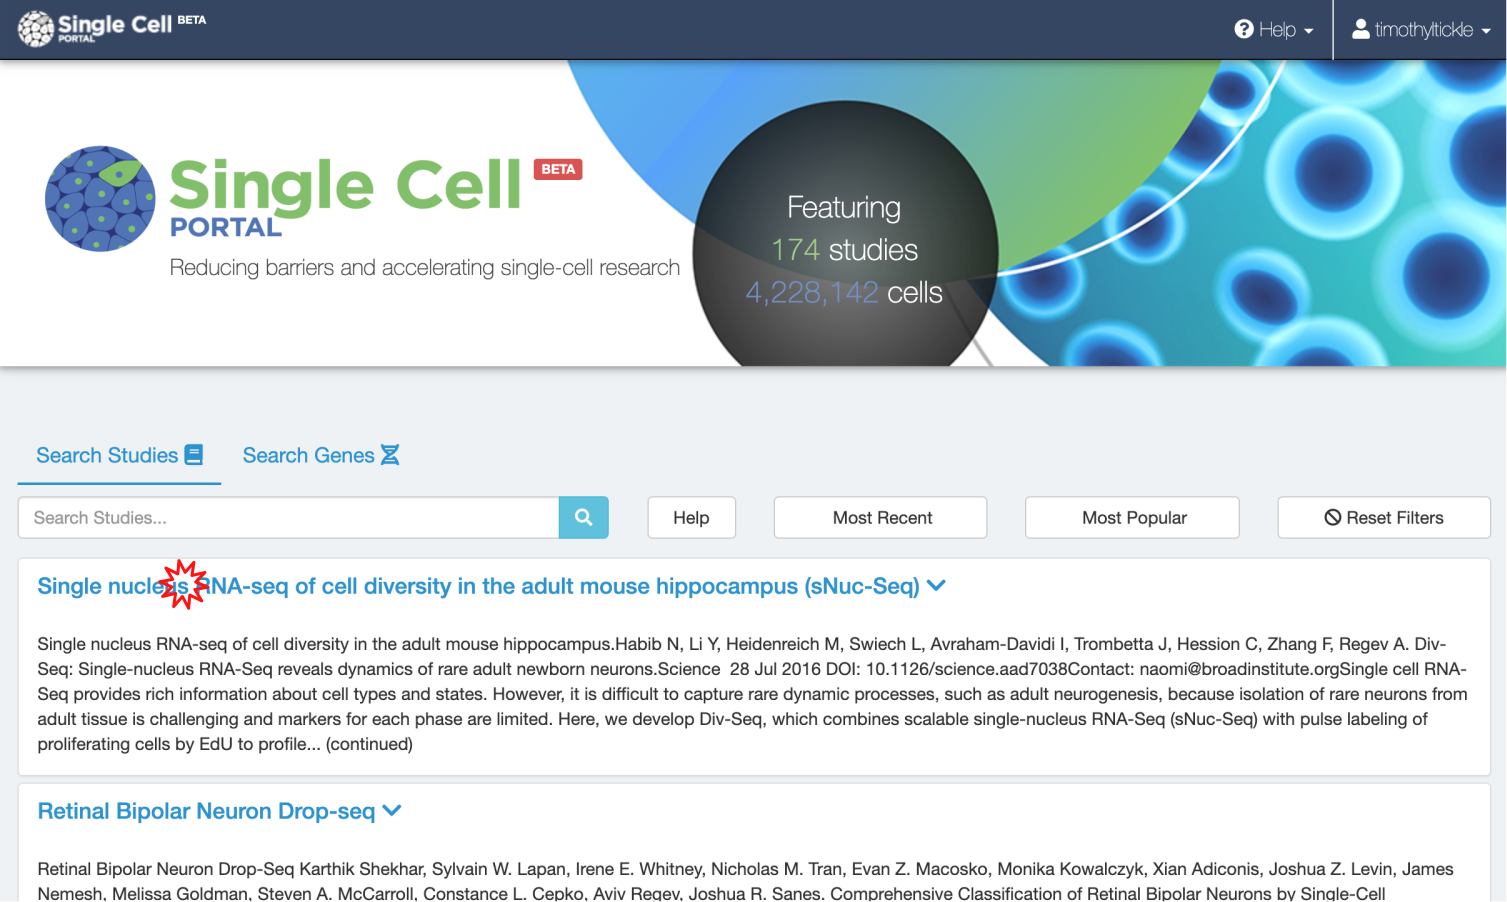 Single Cell BETA
PORTAL
Help
timothyltickle
Single Cell BETA
PORTAL
Reducing barriers and accelerating single-cell research
Featuring
174 studies
4,228,142 cells
Search Studies
Search Genes
Search Studies...
Help
Most Recent
Most Popular
Reset Filters
Single nucleus RNA-seq of cell diversity in the adult mouse hippocampus (sNuc-Seq)
Single nucleus RNA-seq of cell diversity in the adult mouse hippocampus.Habib N, Li Y, Heidenreich M, Swiech L, Avraham-Davidi I, Trombetta J, Hession C, Zhang F, Regev A. Div-
Seq: Single-nucleus RNA-Seq reveals dynamics of rare adult newborn neurons.Science  28 Jul 2016 DOI: 10.1126/science.aad7038Contact: naomi@broadinstitute.orgSingle cell RNA-
Seq provides rich information about cell types and states. However, it is difficult to capture rare dynamic processes, such as adult neurogenesis, because isolation of rare neurons from
adult tissue is challenging and markers for each phase are limited. Here, we develop Div-Seq, which combines scalable single-nucleus RNA-Seq (sNuc-Seq) with pulse labeling of
proliferating cells by EdU to profile... (continued)
Retinal Bipolar Neuron Drop-seq
Retinal Bipolar Neuron Drop-Seq Karthik Shekhar, Sylvain W. Lapan, Irene E. Whitney, Nicholas M. Tran, Evan Z. Macosko, Monika Kowalczyk, Xian Adiconis, Joshua Z. Levin, James
Nemesh, Melissa Goldman, Steven A. McCarroll, Constance L. Cepko, Aviv Regev, Joshua R. Sanes. Comprehensive Classification of Retinal Bipolar Neurons by Single-Cell